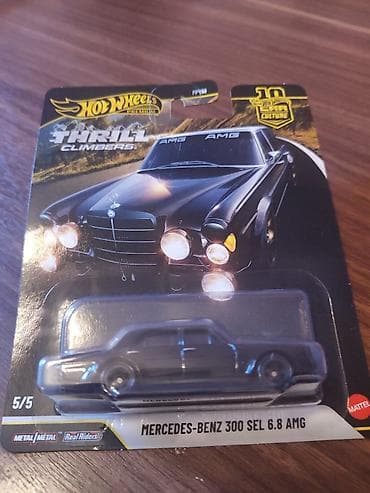 HOT WHEELS
PREMIUM
10
CAR
CULTURE
THRILL
CLIMBERS
AMG AMG
5/5
MERCEDES-BENZ 300 SEL 6.8 AMG
METAL/METAL Real Riders
MATTEL